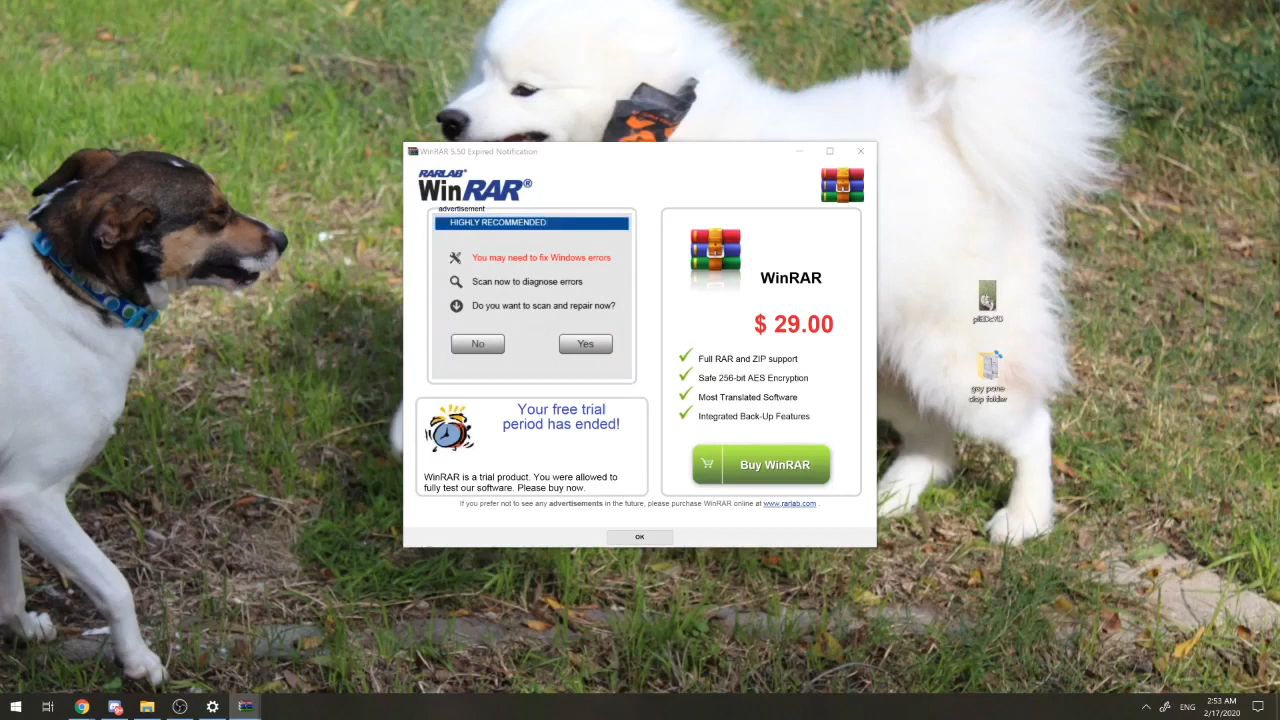 WinRAR 5.50 Expired Notification
RARLAB®
WinRAR®
advertisement
HIGHLY RECOMMENDED:
You may need to fix Windows errors
Scan now to diagnose errors
Do you want to scan and repair now?
No
Yes
Your free trial
period has ended!
WinRAR is a trial product. You were allowed to
fully test our software. Please buy now.
WinRAR
$ 29.00
Full RAR and ZIP support
Safe 256-bit AES Encryption
Most Translated Software
Integrated Back-Up Features
Buy WinRAR
If you prefer not to see any advertisements in the future, please purchase WinRAR online at www.rarlab.com .
OK
ENG
2:53 AM
2/17/2020